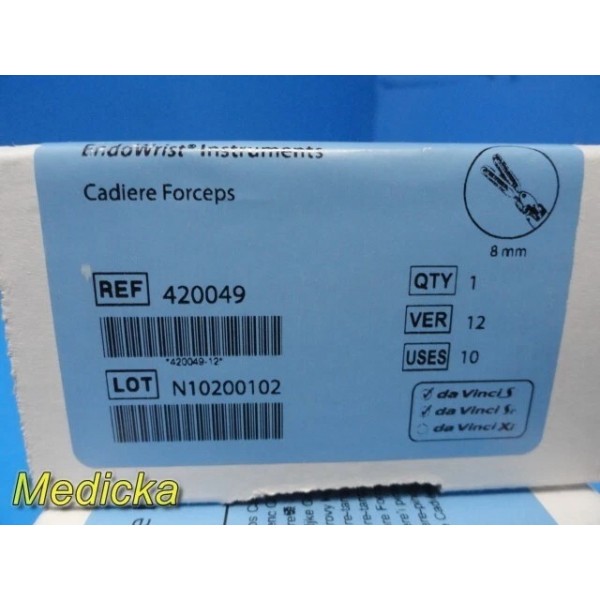 EndoWrist® Instruments
Cadiere Forceps
8 mm
REF 420049
QTY 1
*420049-12*
VER 12
LOT N10200102
USES 10
da Vinci S
da Vinci Si
da Vinci Xi
Medicka